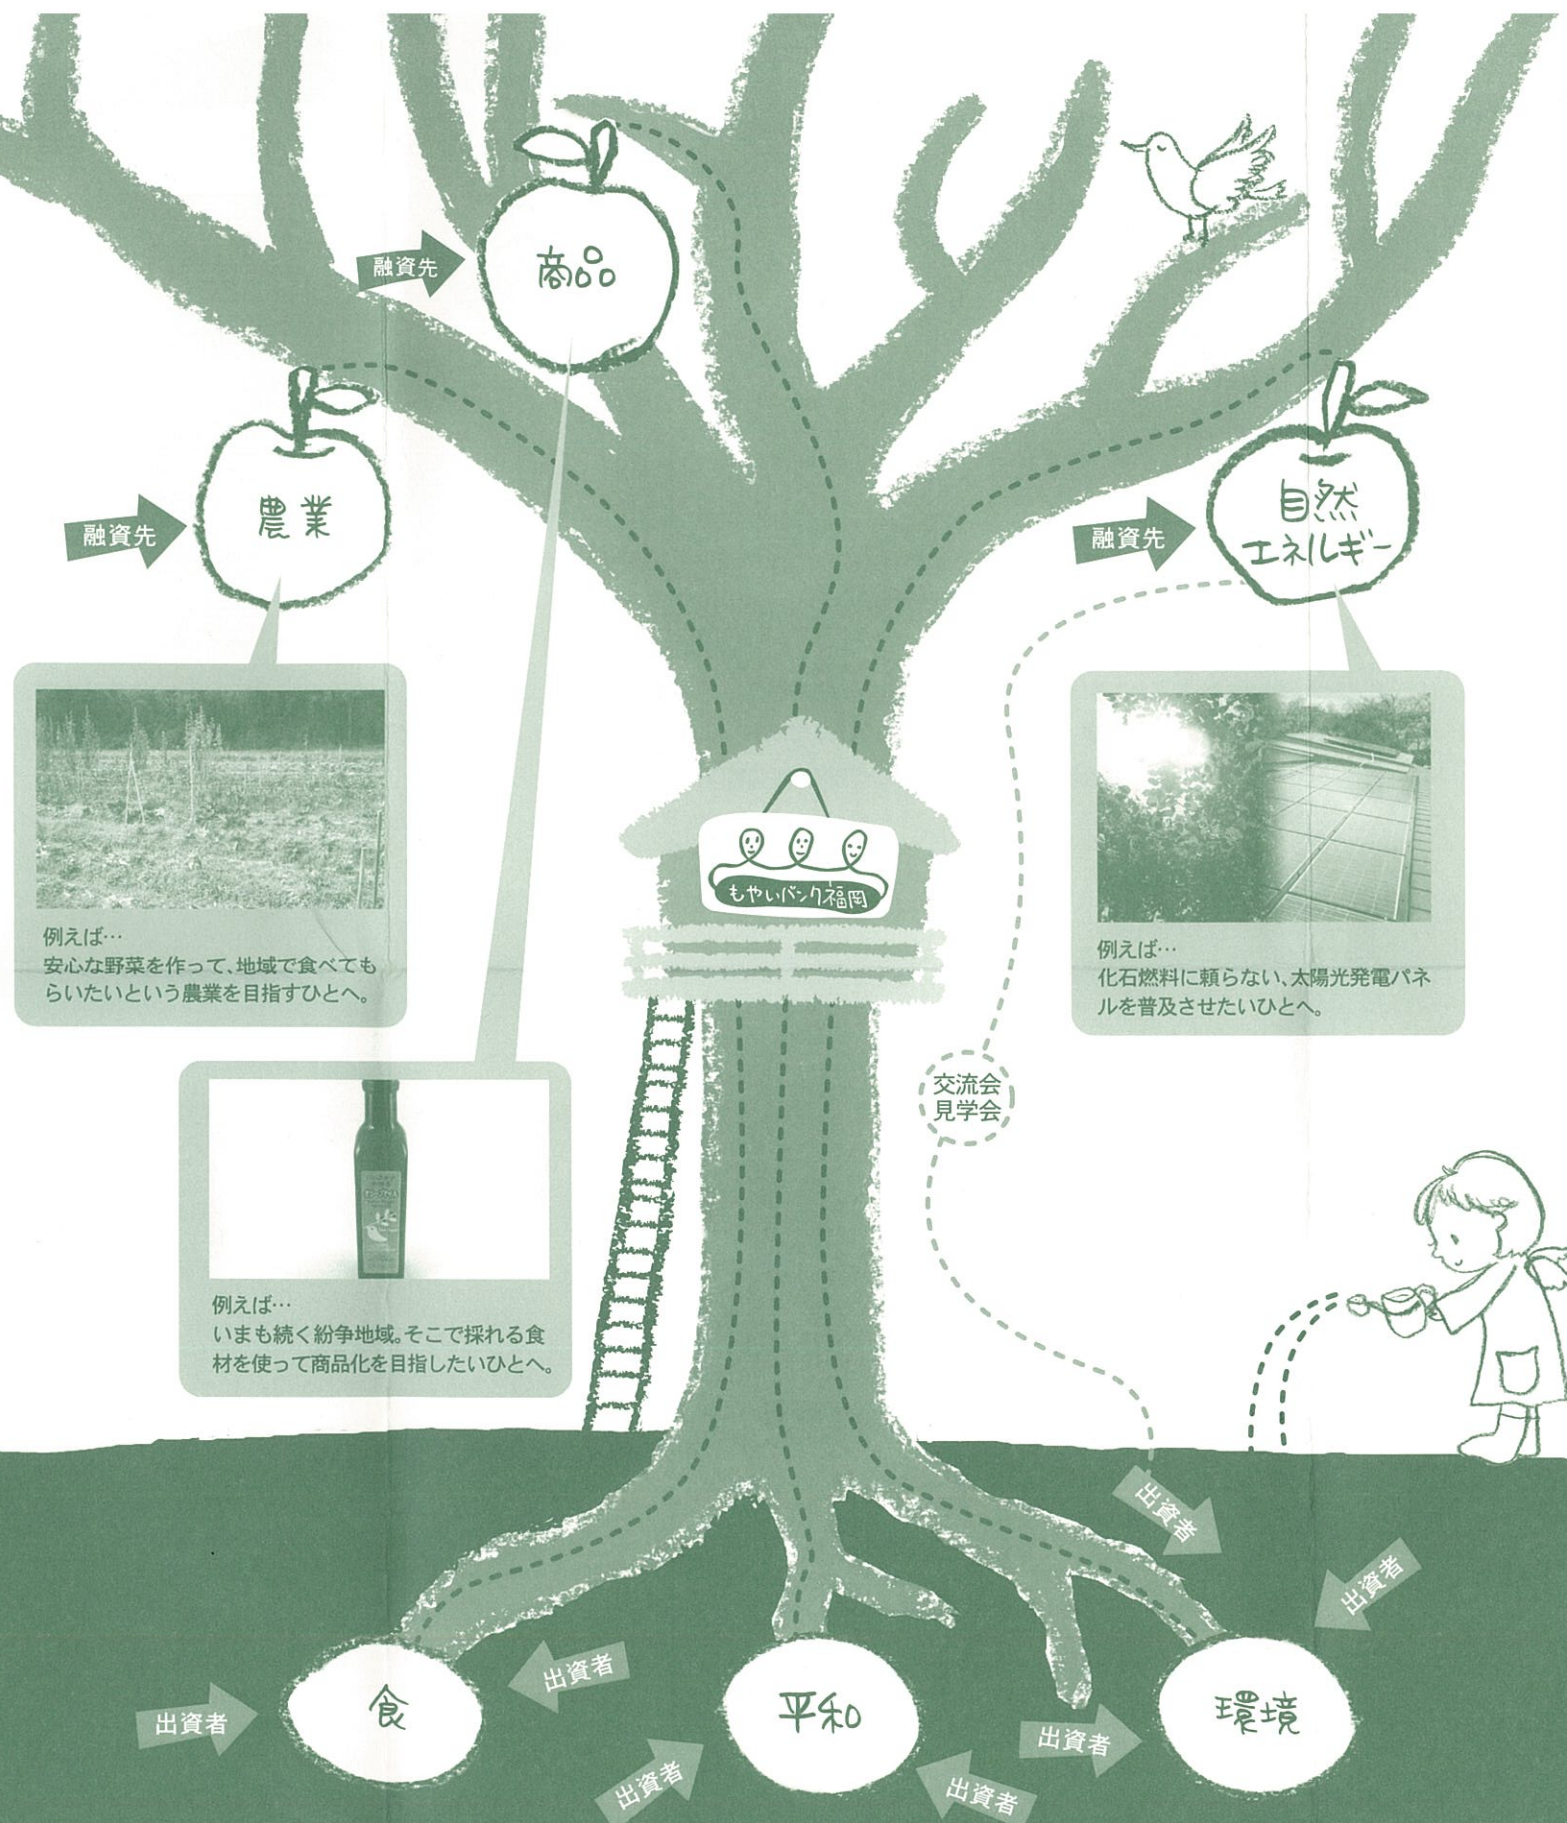 商品
融資先
農業
融資先
自然
エネルギー
融資先
もやいバンク福岡
例えば…
安心な野菜を作って、地域で食べても
らいたいという農業を目指すひとへ。
例えば…
化石燃料に頼らない、太陽光発電パネ
ルを普及させたいひとへ。
交流会
見学会
例えば…
いまも続く紛争地域。そこで採れる食
材を使って商品化を目指したいひとへ。
出資者
出資者
出資者
食
出資者
平和
出資者
環境
出資者
出資者
出資者